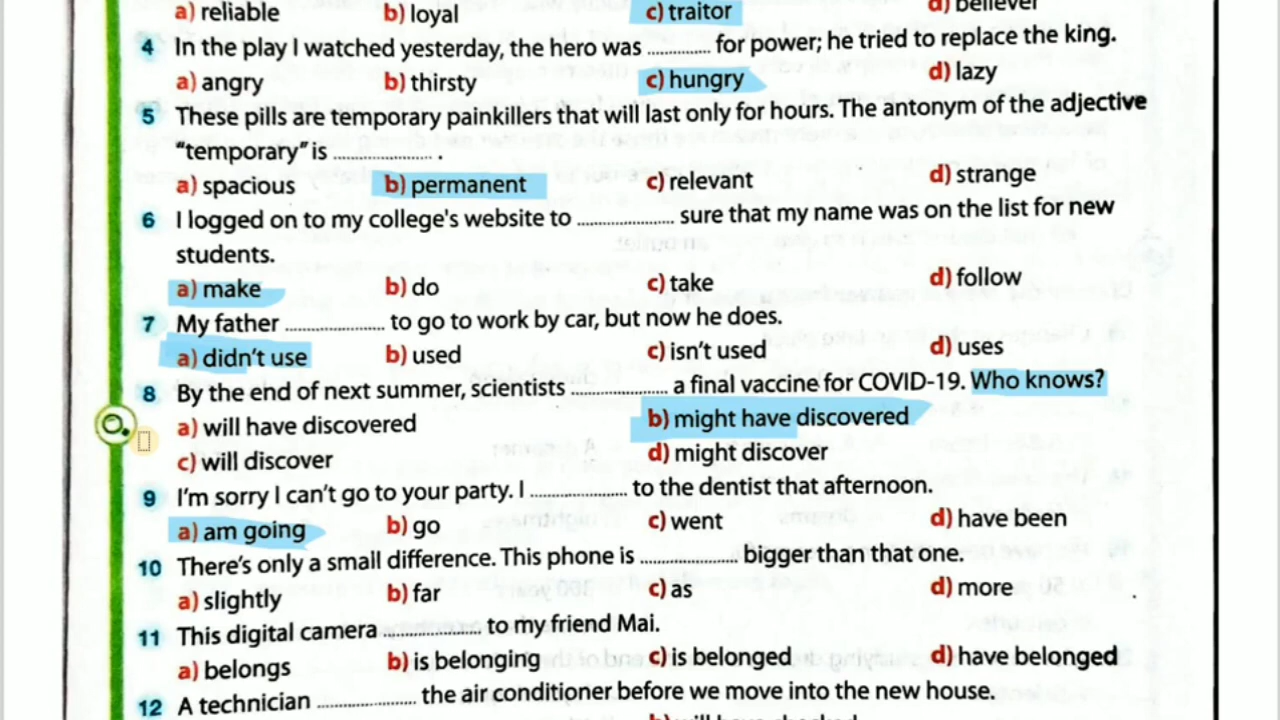 a) reliable b) loyal c) traitor d) believer
4 In the play I watched yesterday, the hero was ............ for power; he tried to replace the king.
a) angry b) thirsty c) hungry d) lazy
5 These pills are temporary painkillers that will last only for hours. The antonym of the adjective
"temporary" is .................... .
a) spacious b) permanent c) relevant d) strange
6 I logged on to my college's website to .................... sure that my name was on the list for new
students.
a) make b) do c) take d) follow
7 My father .................... to go to work by car, but now he does.
a) didn't use b) used c) isn't used d) uses
8 By the end of next summer, scientists .................... a final vaccine for COVID-19. Who knows?
a) will have discovered b) might have discovered
c) will discover d) might discover
9 I'm sorry I can't go to your party. I .................... to the dentist that afternoon.
a) am going b) go c) went d) have been
10 There's only a small difference. This phone is .................... bigger than that one.
a) slightly b) far c) as d) more
11 This digital camera .................... to my friend Mai.
a) belongs b) is belonging c) is belonged d) have belonged
12 A technician .................... the air conditioner before we move into the new house.
b) will have checked